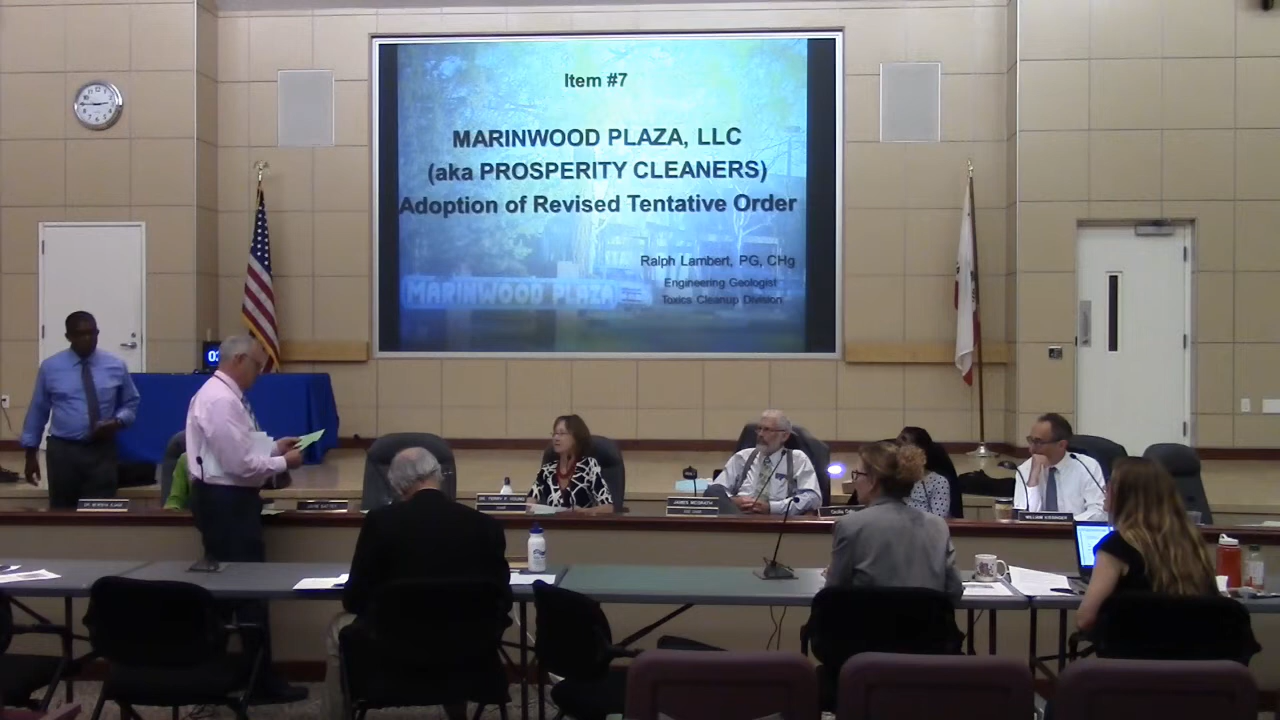 Item #7
MARINWOOD PLAZA, LLC
(aka PROSPERITY CLEANERS)
Adoption of Revised Tentative Order
Ralph Lambert, PG, CHg
Engineering Geologist
Toxics Cleanup Division
MARINWOOD PLAZA
JAMES MCGRATH
WILLIAM KISSINGER